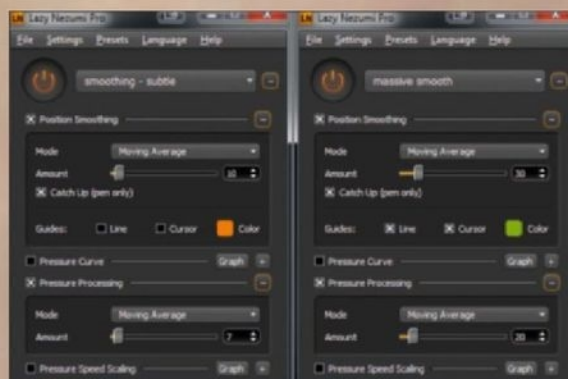 Lazy Nezumi Pro
File Settings Presets Language Help
smoothing - subtle
Position Smoothing
Mode Moving Average
Amount 10
Catch Up (pen only)
Guides: Line Cursor Color
Pressure Curve Graph +
Pressure Processing
Mode Moving Average
Amount 7
Pressure Speed Scaling Graph +
Lazy Nezumi Pro
File Settings Presets Language Help
massive smooth
Position Smoothing
Mode Moving Average
Amount 30
Catch Up (pen only)
Guides: Line Cursor Color
Pressure Curve Graph +
Pressure Processing
Mode Moving Average
Amount 20
Pressure Speed Scaling Graph +